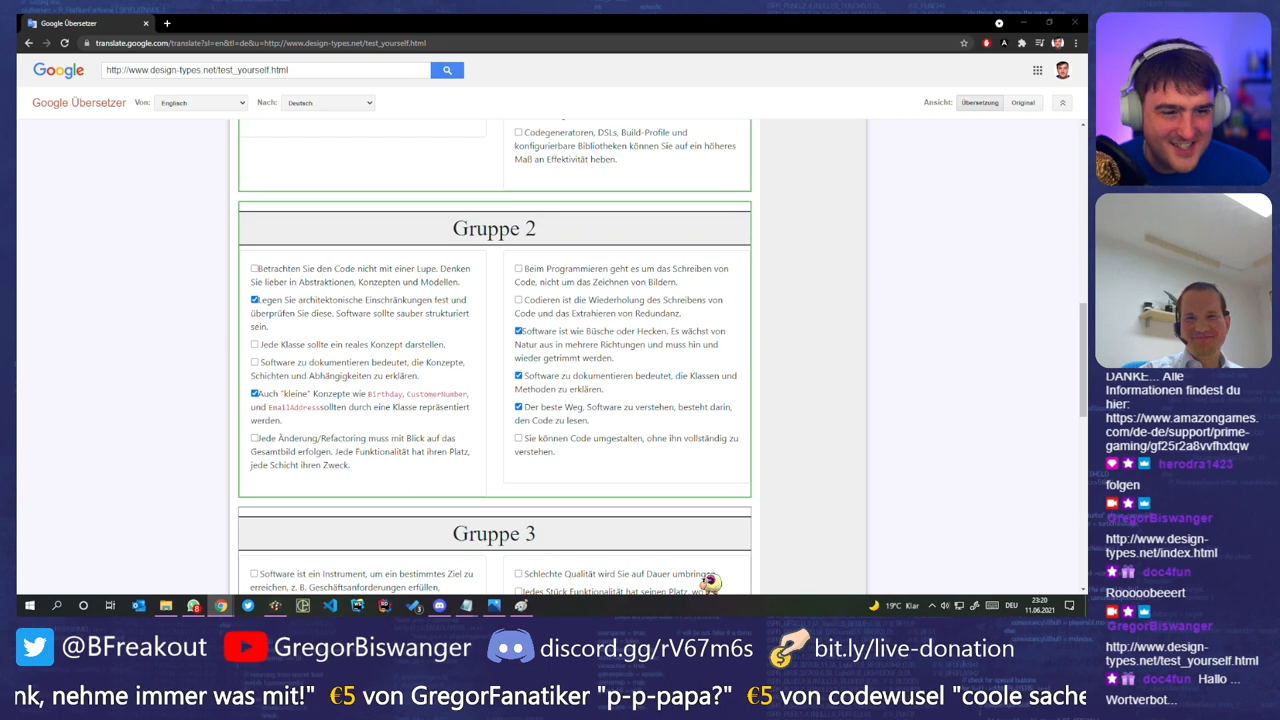 Google Übersetzer
translate.google.com/translate?sl=en&tl=de&u=http://www.design-types.net/test_yourself.html
Google
http://www.design-types.net/test_yourself.html
Google Übersetzer
Von:
Englisch
Nach:
Deutsch
Ansicht:
Übersetzung
Original
Codegeneratoren, DSLs, Build-Profile und
konfigurierbare Bibliotheken können Sie auf ein höheres
Maß an Effektivität heben.
Gruppe 2
Betrachten Sie den Code nicht mit einer Lupe. Denken
Sie lieber in Abstraktionen, Konzepten und Modellen.
Legen Sie architektonische Einschränkungen fest und
überprüfen Sie diese. Software sollte sauber strukturiert
sein.
Jede Klasse sollte ein reales Konzept darstellen.
Software zu dokumentieren bedeutet, die Konzepte,
Schichten und Abhängigkeiten zu erklären.
Auch "kleine" Konzepte wie Birthday, CustomerNumber,
und EmailAddresssollten durch eine Klasse repräsentiert
werden.
Jede Änderung/Refactoring muss mit Blick auf das
Gesamtbild erfolgen. Jede Funktionalität hat ihren Platz,
jede Schicht ihren Zweck.
Beim Programmieren geht es um das Schreiben von
Code, nicht um das Zeichnen von Bildern.
Codieren ist die Wiederholung des Schreibens von
Code und das Extrahieren von Redundanz.
Software ist wie Büsche oder Hecken. Es wächst von
Natur aus in mehrere Richtungen und muss hin und
wieder getrimmt werden.
Software zu dokumentieren bedeutet, die Klassen und
Methoden zu erklären.
Der beste Weg, Software zu verstehen, besteht darin,
den Code zu lesen.
Sie können Code umgestalten, ohne ihn vollständig zu
verstehen.
Gruppe 3
Software ist ein Instrument, um ein bestimmtes Ziel zu
erreichen, z. B. Geschäftsanforderungen erfüllen,
Schlechte Qualität wird Sie auf Dauer umbringen
Jedes Stück Funktionalität hat seinen Platz, wo
19°C Klar
DEU
23:20
11.06.2021
DANKE... Alle
Informationen findest du
hier:
https://www.amazongames.
com/de-de/support/prime-
gaming/gf25r2a8vvfhxtqw
herodra1423
folgen
GregorBiswanger
http://www.design-
types.net/index.html
doc4fun
Rooooobeeert
GregorBiswanger
http://www.design-
types.net/test_yourself.html
doc4fun Hallo ...
Wortverbot...
@BFreakout
GregorBiswanger
discord.gg/rV67m6s
bit.ly/live-donation
nk, nehme immer was mit!" €5 von GregorFanatiker "p-p-papa?" €5 von codewusel "coole sache